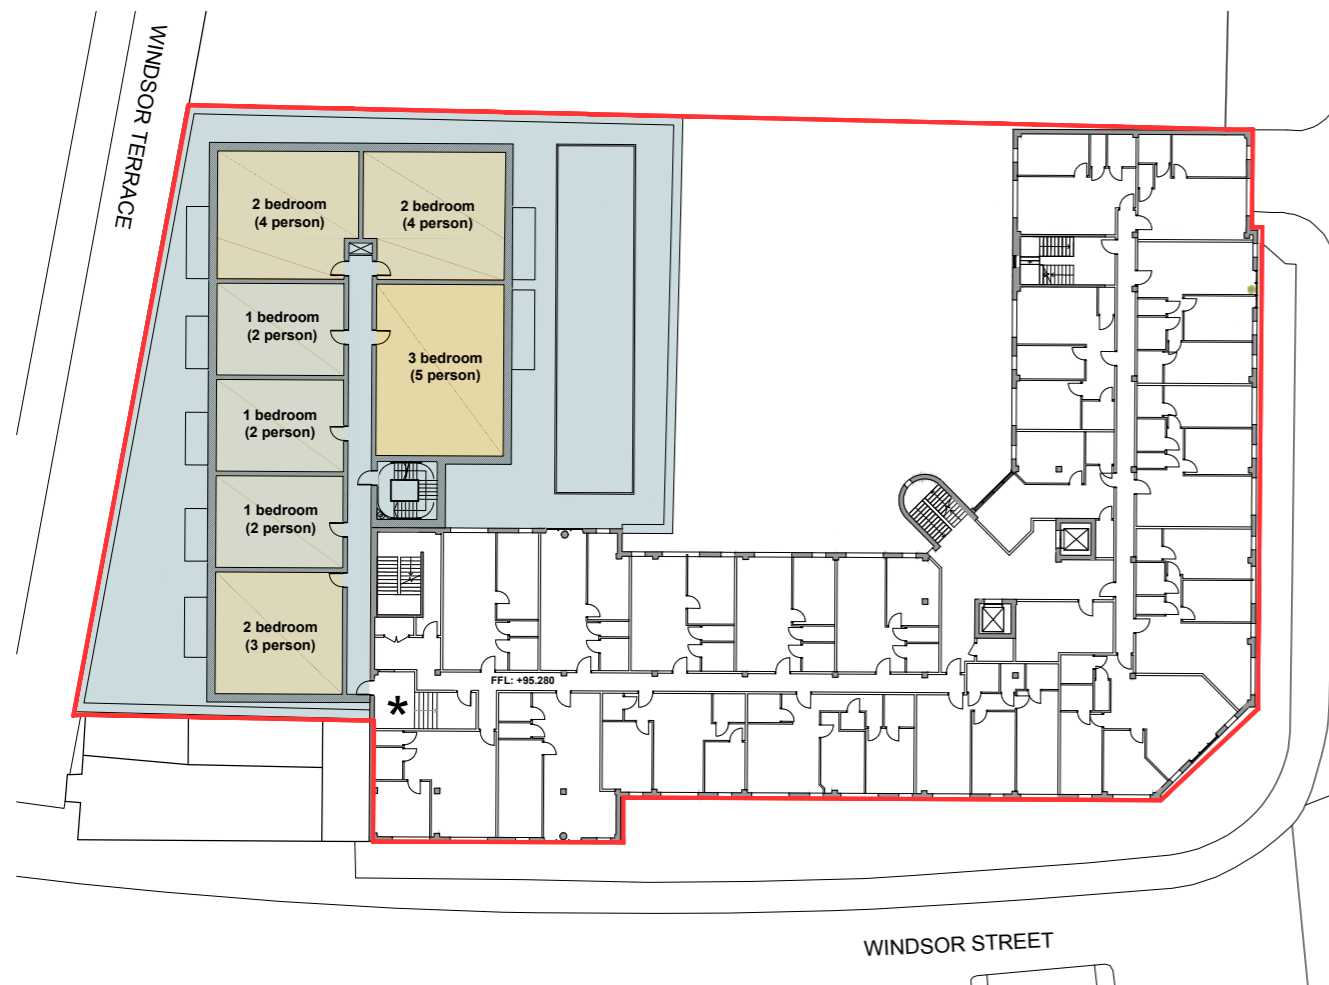 WINDSOR TERRACE
2 bedroom
(4 person)
2 bedroom
(4 person)
1 bedroom
(2 person)
3 bedroom
(5 person)
1 bedroom
(2 person)
1 bedroom
(2 person)
2 bedroom
(3 person)
FFL: +95.280
*
WINDSOR STREET